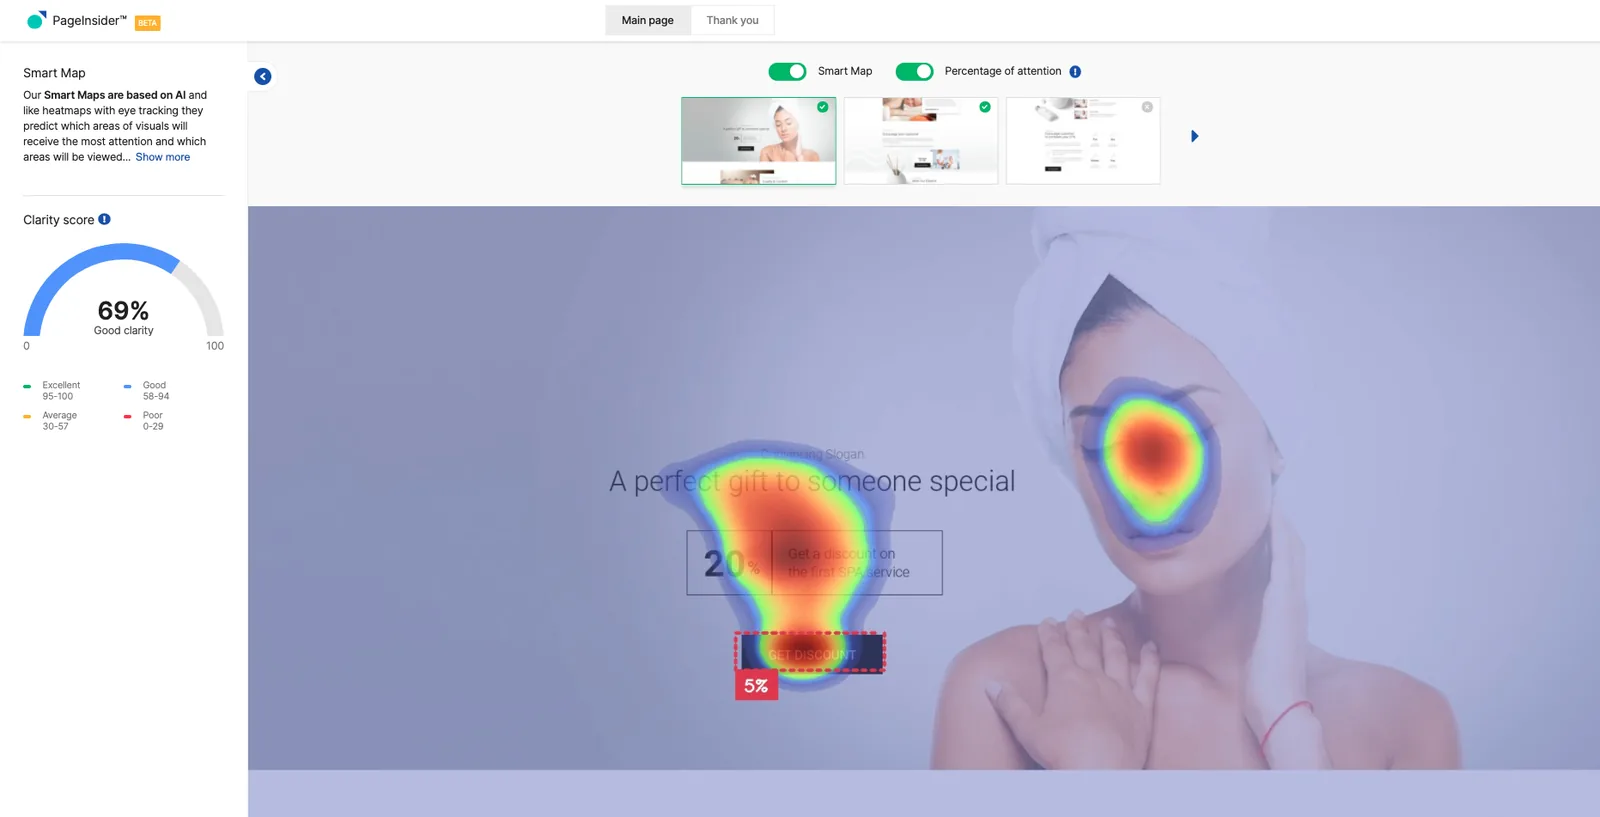 PageInsider™ BETA
Main page
Thank you
Smart Map
Our Smart Maps are based on AI and
like heatmaps with eye tracking they
predict which areas of visuals will
receive the most attention and which
areas will be viewed... Show more
Clarity score
69%
Good clarity
0
100
Excellent
95-100
Good
58-94
Average
30-57
Poor
0-29
Smart Map
Percentage of attention
Convincing Slogan
A perfect gift to someone special
20%
Get a discount on
the first SPA service
GET DISCOUNT
5%